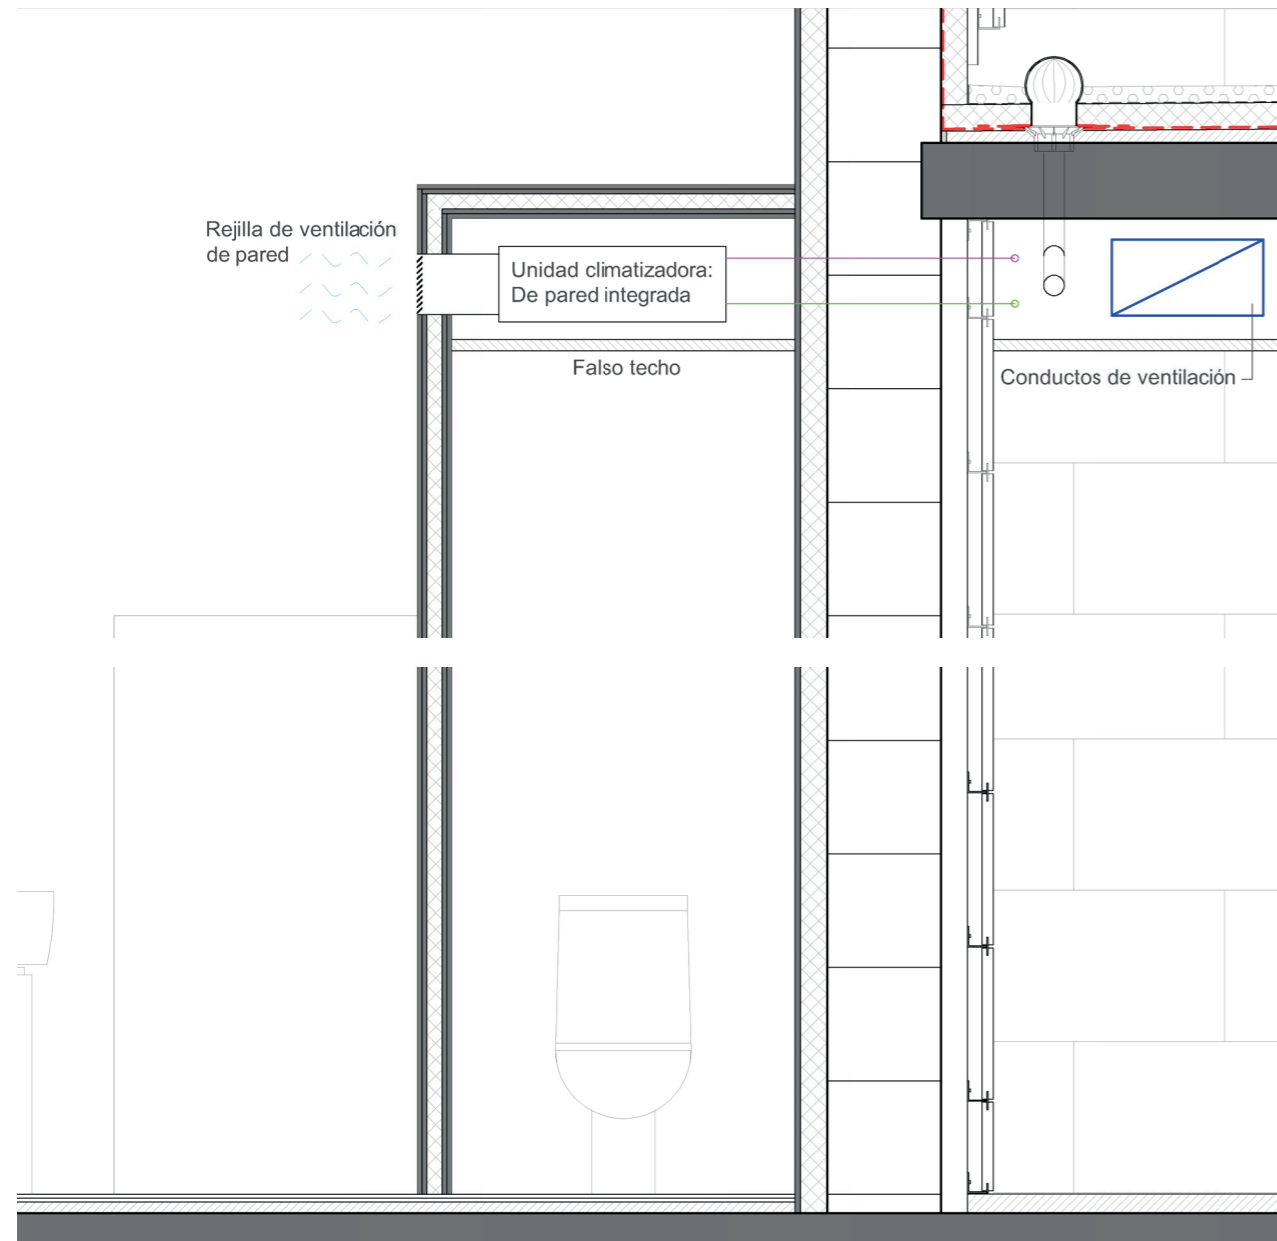 Rejilla de ventilación
de pared
Unidad climatizadora:
De pared integrada
Falso techo
Conductos de ventilación